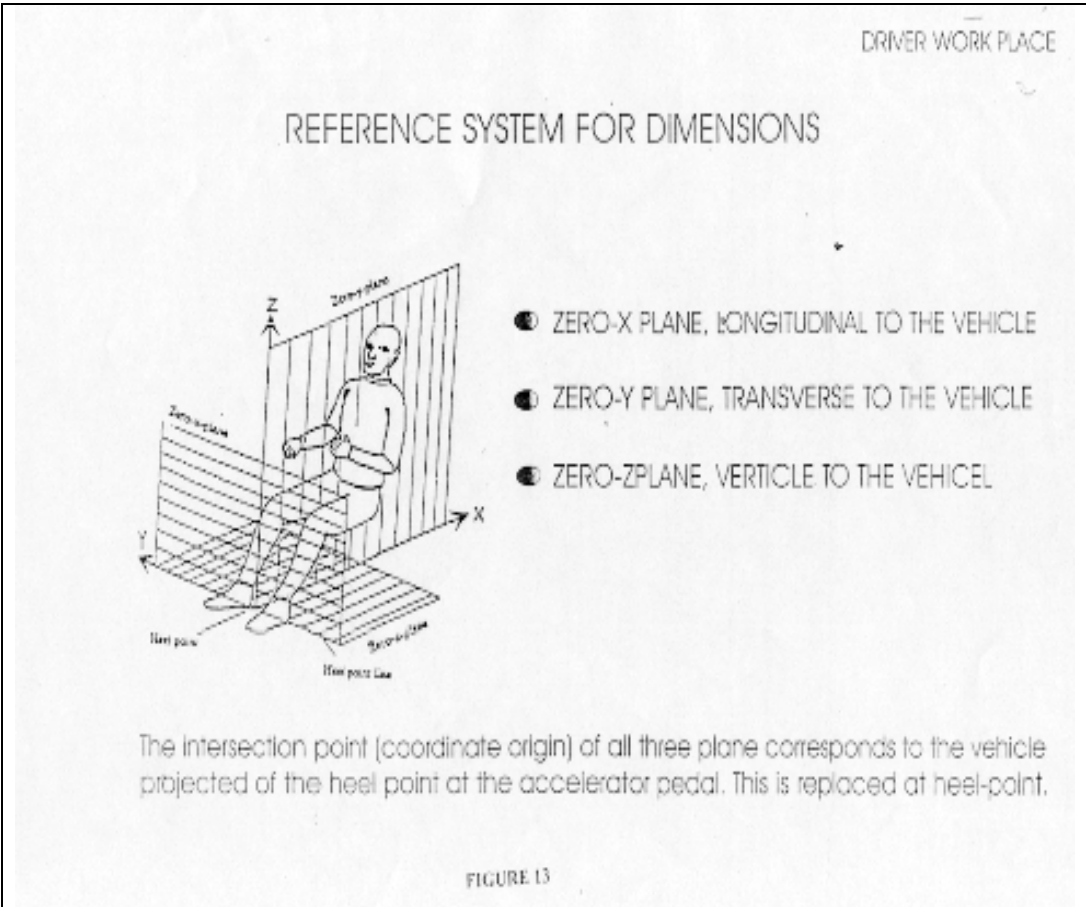 DRIVER WORK PLACE
REFERENCE SYSTEM FOR DIMENSIONS
Z
ZERO-X PLANE, LONGITUDINAL TO THE VEHICLE
ZERO-Y PLANE, TRANSVERSE TO THE VEHICLE
ZERO-ZPLANE, VERTICLE TO THE VEHICEL
X
Y
Heel point
Heel point Line
The intersection point (coordinate origin) of all three plane corresponds to the vehicle
projected of the heel point at the accelerator pedal. This is replaced at heel-point.
FIGURE 13